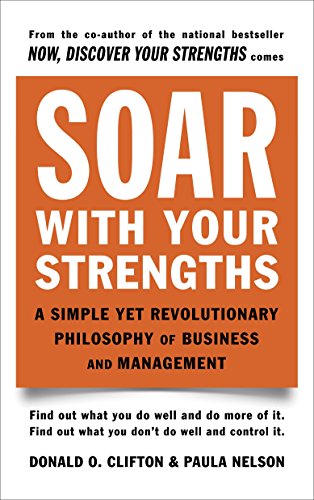 From the co-author of the national bestseller
NOW, DISCOVER YOUR STRENGTHS comes
SOAR
WITH YOUR
STRENGTHS
A SIMPLE YET REVOLUTIONARY
PHILOSOPHY OF BUSINESS
AND MANAGEMENT
Find out what you do well and do more of it.
Find out what you don't do well and control it.
DONALD O. CLIFTON & PAULA NELSON